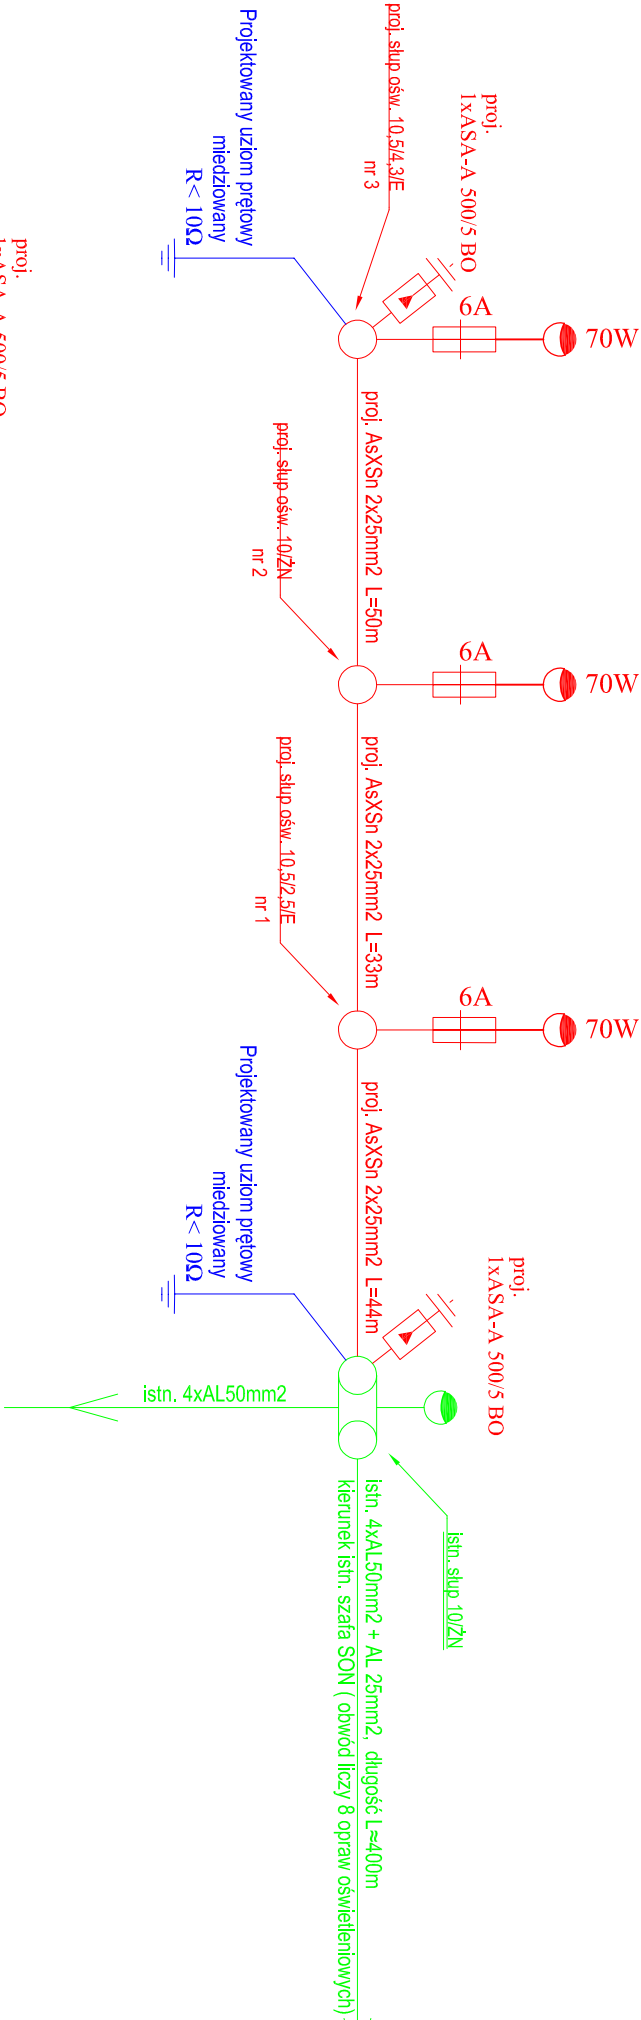 proj. słup ośw. 10,5/4,3/E
nr 3
proj.
1xASA-A 500/5 BO
Projektowany uziom prętowy
miedziowany
R< 10Ω
6A
70W
proj. AsXSn 2x25mm2 L=50m
proj. słup ośw. 10/ŻN
nr 2
6A
70W
proj. AsXSn 2x25mm2 L=33m
proj. słup ośw. 10,5/2,5/E
nr 1
6A
70W
proj. AsXSn 2x25mm2 L=44m
Projektowany uziom prętowy
miedziowany
R< 10Ω
proj.
1xASA-A 500/5 BO
istn. 4xAL50mm2
istn. słup 10/ŻN
istn. 4xAL50mm2 + AL 25mm2, długość L≈400m
kierunek istn. szafa SON ( obwód liczy 8 opraw oświetleniowych)
proj.
1xASA-A 500/5 BO